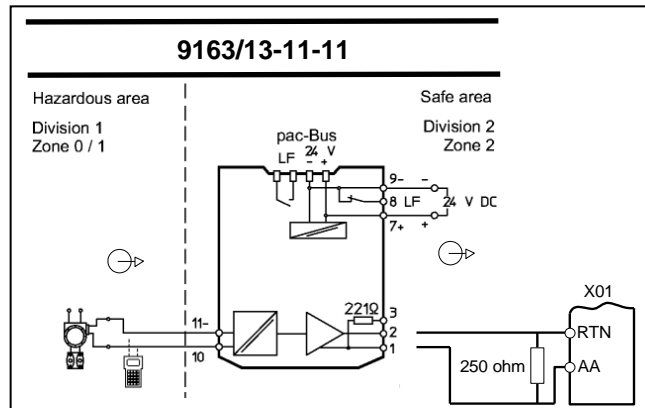 9163/13-11-11
Hazardous area
Safe area
Division 1
Zone 0 / 1
Division 2
Zone 2
pac-Bus
LF 24 V
- +
9- -
8 LF 24 V DC
7+ +
X01
221Ω
3
11- 2 RTN
10 1
250 ohm AA